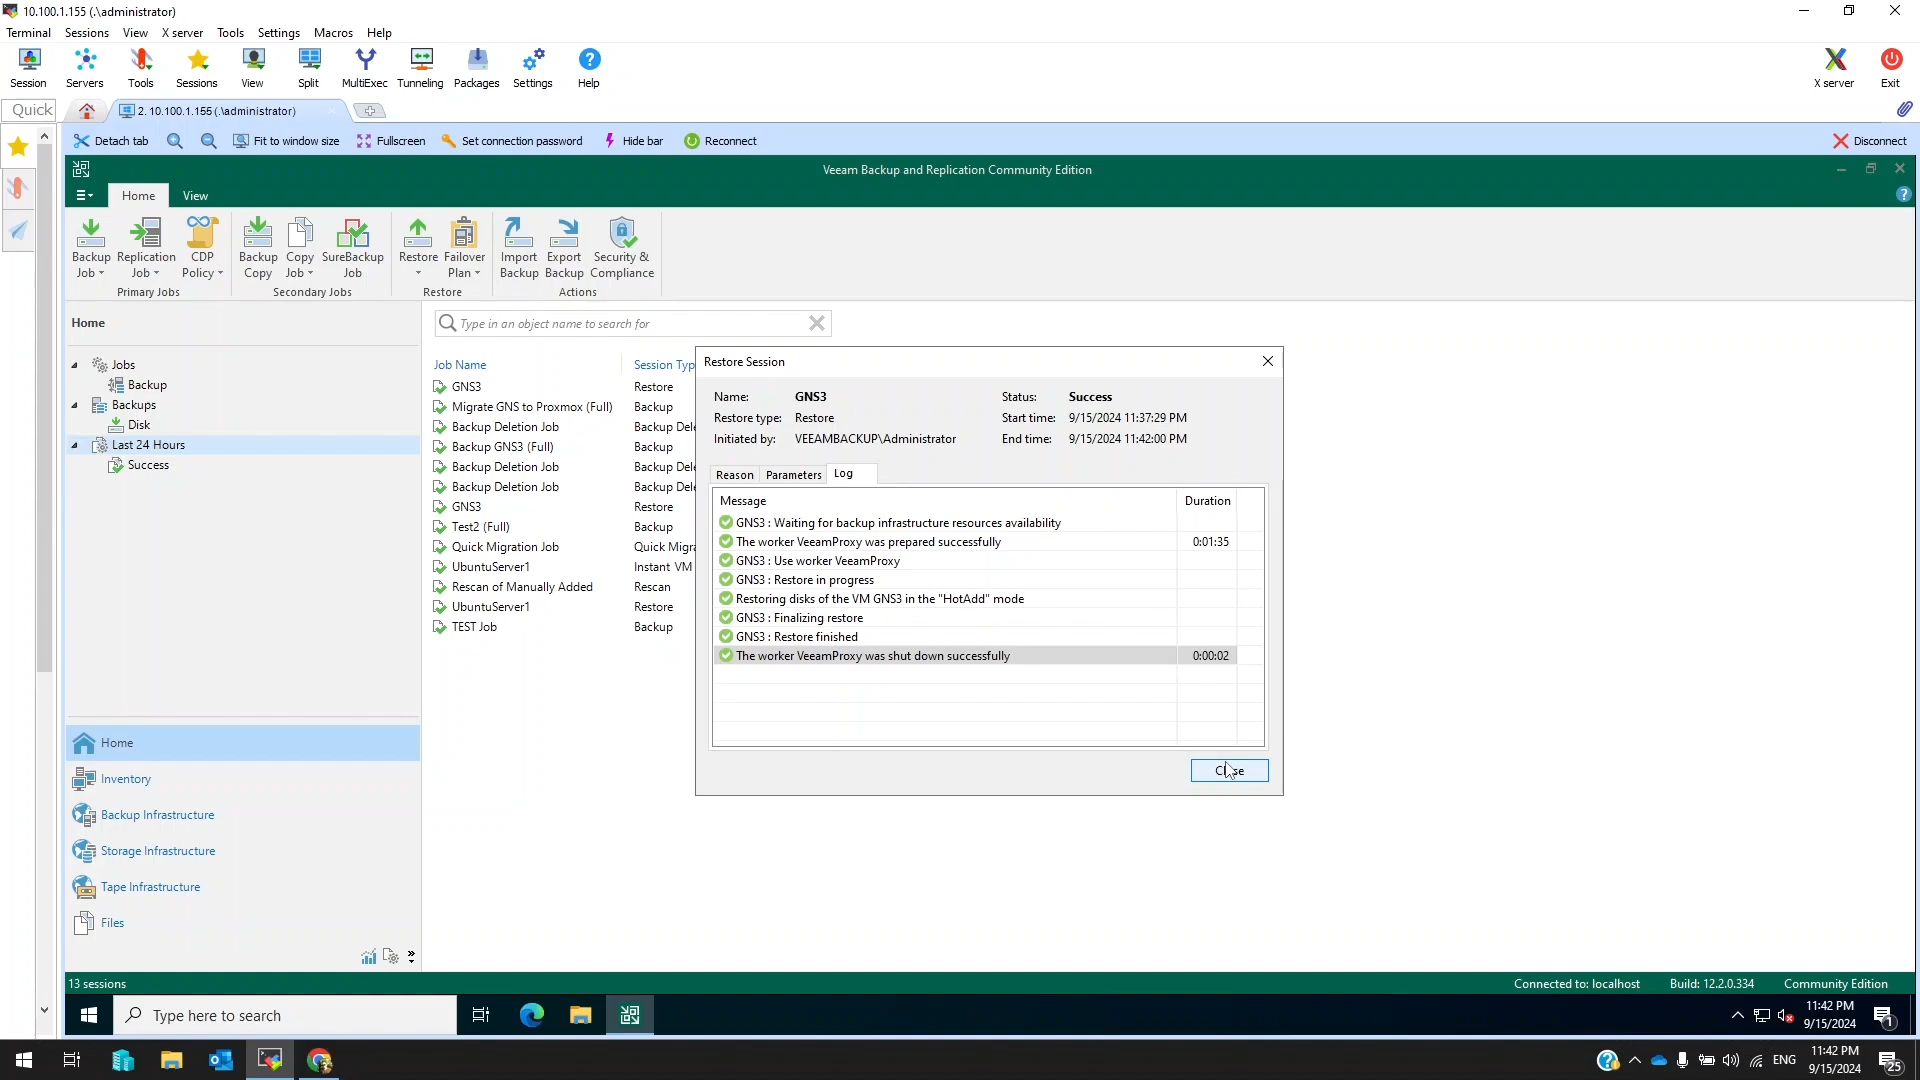 10.100.1.155 (.\administrator)
Terminal Sessions View X server Tools Settings Macros Help
Session Servers Tools Sessions View Split MultiExec Tunneling Packages Settings Help X server Exit
Quick 2. 10.100.1.155 (.\administrator)
Detach tab Fit to window size Fullscreen Set connection password Hide bar Reconnect Disconnect
Veeam Backup and Replication Community Edition
Home View
Backup Job Replication Job CDP Policy Backup Copy Copy Job SureBackup Job Restore Failover Plan Import Backup Export Backup Security & Compliance
Primary Jobs Secondary Jobs Restore Actions
Home
Type in an object name to search for
Jobs
Backup
Backups
Disk
Last 24 Hours
Success
Job Name Session Typ
GNS3 Restore
Migrate GNS to Proxmox (Full) Backup
Backup Deletion Job Backup Dele
Backup GNS3 (Full) Backup
Backup Deletion Job Backup Dele
Backup Deletion Job Backup Dele
GNS3 Restore
Test2 (Full) Backup
Quick Migration Job Quick Migra
UbuntuServer1 Instant VM
Rescan of Manually Added Rescan
UbuntuServer1 Restore
TEST Job Backup
Restore Session
Name: GNS3 Status: Success
Restore type: Restore Start time: 9/15/2024 11:37:29 PM
Initiated by: VEEAMBACKUP\Administrator End time: 9/15/2024 11:42:00 PM
Reason Parameters Log
Message Duration
GNS3 : Waiting for backup infrastructure resources availability
The worker VeeamProxy was prepared successfully 0:01:35
GNS3 : Use worker VeeamProxy
GNS3 : Restore in progress
Restoring disks of the VM GNS3 in the "HotAdd" mode
GNS3 : Finalizing restore
GNS3 : Restore finished
The worker VeeamProxy was shut down successfully 0:00:02
Close
Home
Inventory
Backup Infrastructure
Storage Infrastructure
Tape Infrastructure
Files
13 sessions Connected to: localhost Build: 12.2.0.334 Community Edition
Type here to search 11:42 PM
9/15/2024 1
ENG 11:42 PM
9/15/2024 25